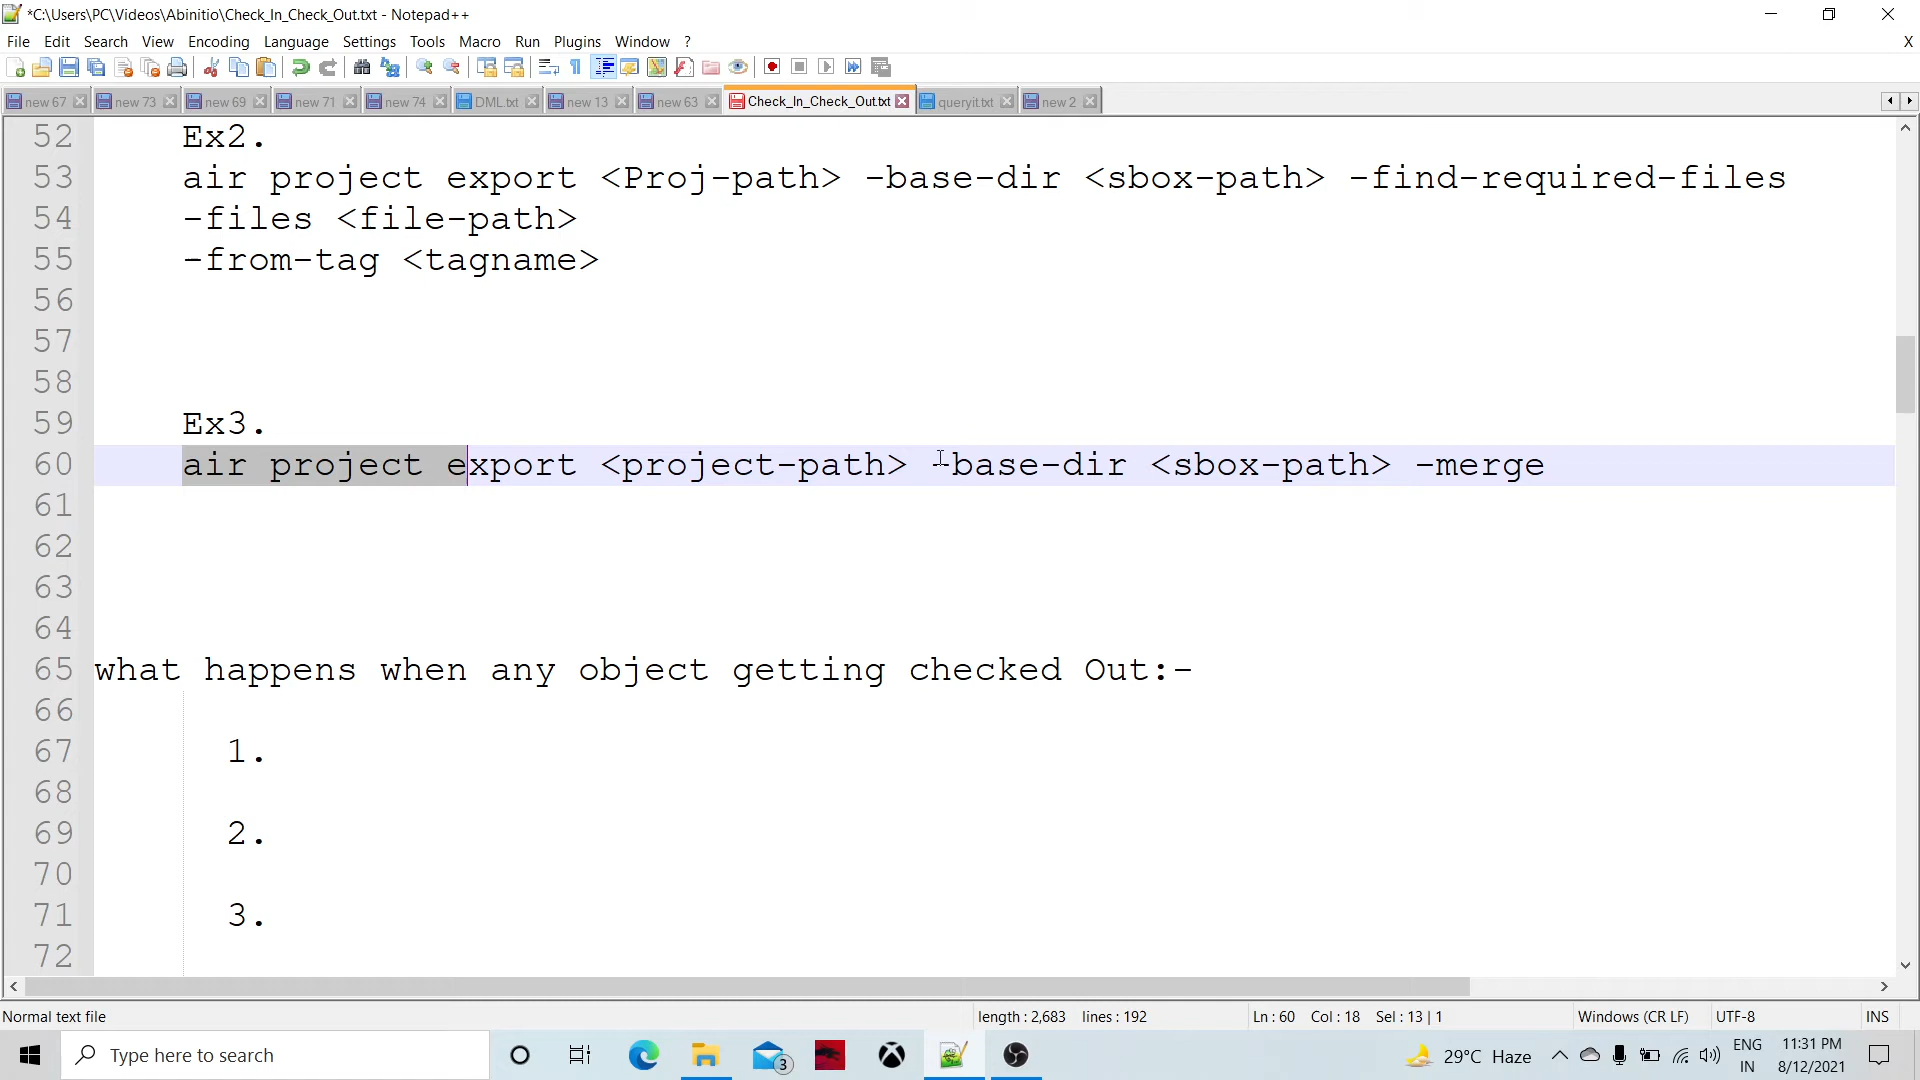 *C:\Users\PC\Videos\Abinitio\Check_In_Check_Out.txt - Notepad++
File Edit Search View Encoding Language Settings Tools Macro Run Plugins Window ? X
new 67 new 73 new 69 new 71 new 74 DML.txt new 13 new 63 Check_In_Check_Out.txt queryit.txt new 2
52 Ex2.
53 air project export <Proj-path> -base-dir <sbox-path> -find-required-files
54 -files <file-path>
55 -from-tag <tagname>
56
57
58
59 Ex3.
60 air project export <project-path> -base-dir <sbox-path> -merge
61
62
63
64
65 what happens when any object getting checked Out:-
66
67 1.
68
69 2.
70
71 3.
72
Normal text file length : 2,683 lines : 192 Ln : 60 Col : 18 Sel : 13 | 1 Windows (CR LF) UTF-8 INS
Type here to search 3 29°C Haze ENG 11:31 PM
IN 8/12/2021